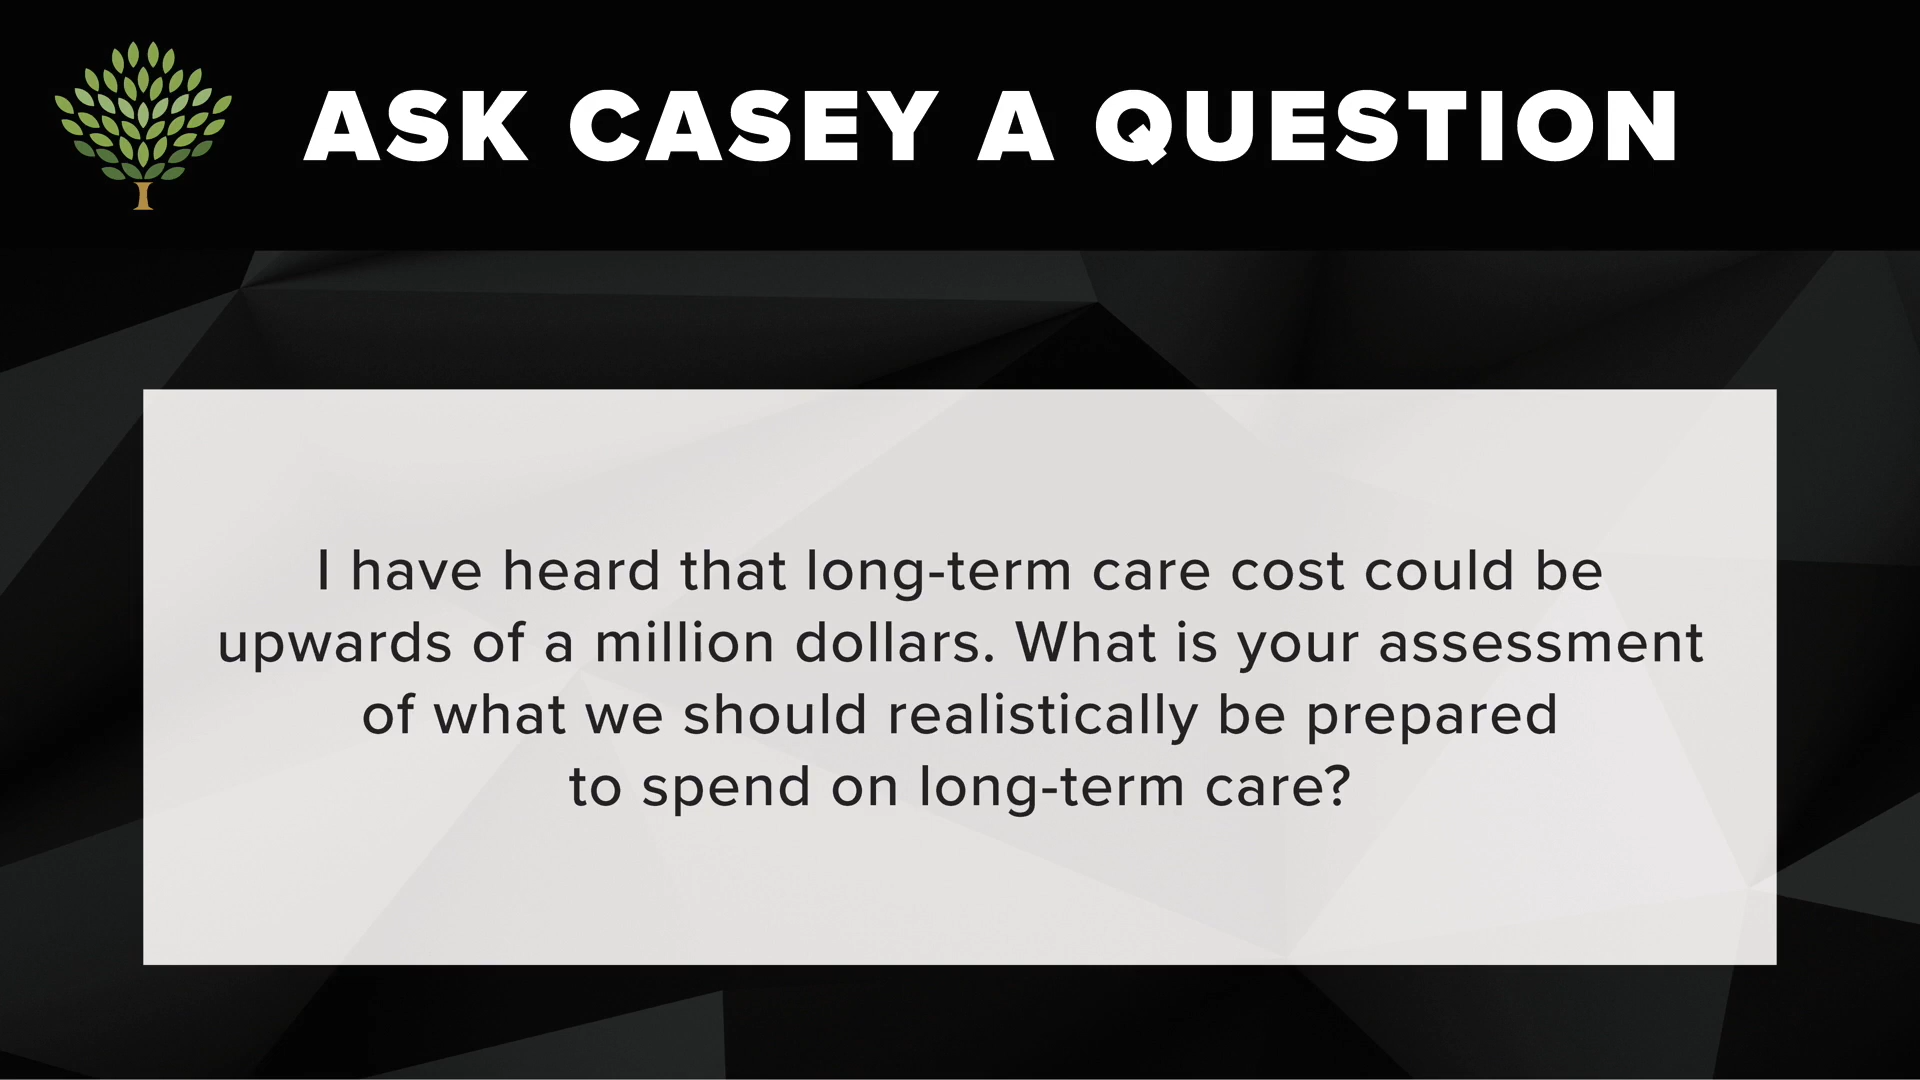 ASK CASEY A QUESTION
I have heard that long-term care cost could be
upwards of a million dollars. What is your assessment
of what we should realistically be prepared
to spend on long-term care?